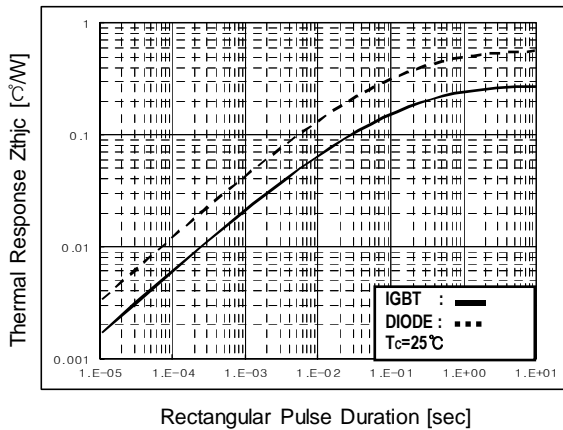 Thermal Response Zthjc [℃/W]
1
0.1
0.01
0.001
IGBT :
DIODE :
Tc=25℃
1.E-05 1.E-04 1.E-03 1.E-02 1.E-01 1.E+00 1.E+01
Rectangular Pulse Duration [sec]